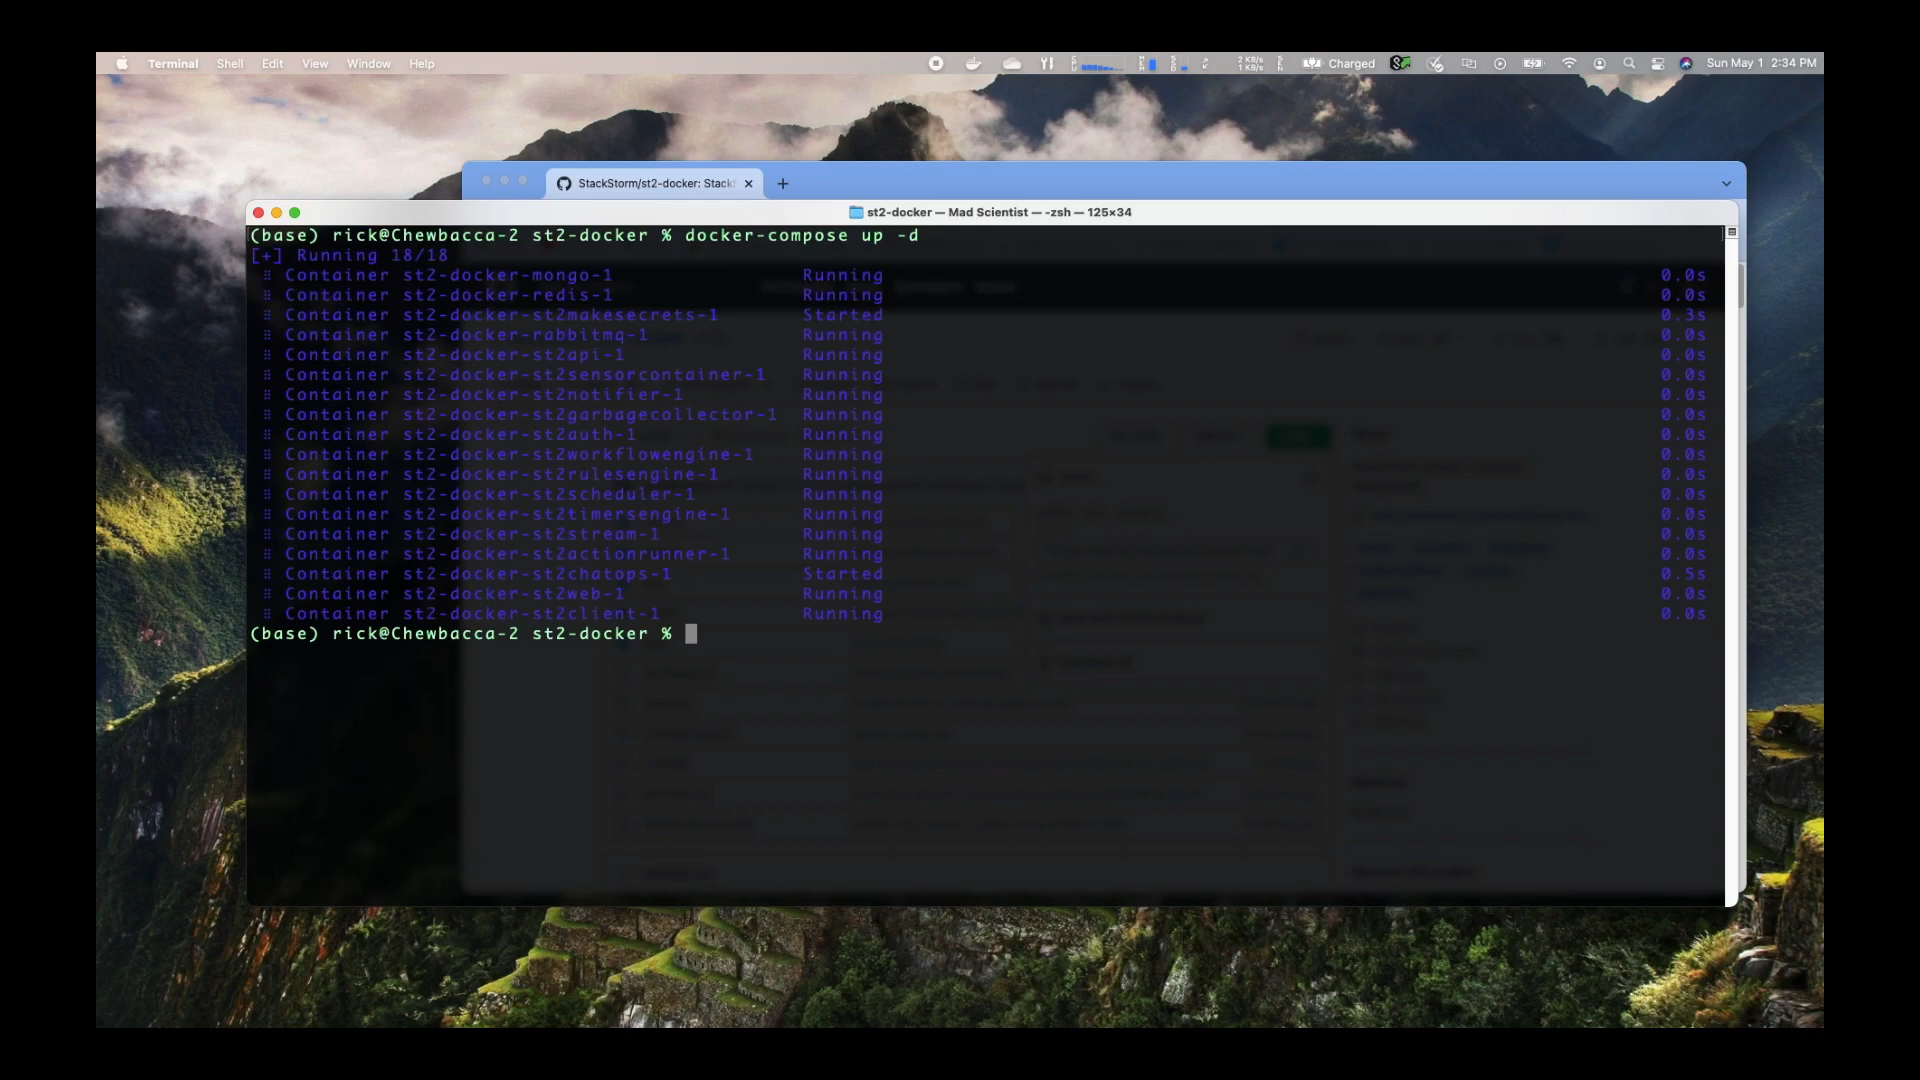 Terminal Shell Edit View Window Help
2 KB/s
1 KB/s
Charged
Sun May 1 2:34 PM
StackStorm/st2-docker: StackS
st2-docker — Mad Scientist — -zsh — 125×34
(base) rick@Chewbacca-2 st2-docker % docker-compose up -d
[+] Running 18/18
⠿ Container st2-docker-mongo-1 Running 0.0s
⠿ Container st2-docker-redis-1 Running 0.0s
⠿ Container st2-docker-st2makesecrets-1 Started 0.3s
⠿ Container st2-docker-rabbitmq-1 Running 0.0s
⠿ Container st2-docker-st2api-1 Running 0.0s
⠿ Container st2-docker-st2sensorcontainer-1 Running 0.0s
⠿ Container st2-docker-st2notifier-1 Running 0.0s
⠿ Container st2-docker-st2garbagecollector-1 Running 0.0s
⠿ Container st2-docker-st2auth-1 Running 0.0s
⠿ Container st2-docker-st2workflowengine-1 Running 0.0s
⠿ Container st2-docker-st2rulesengine-1 Running 0.0s
⠿ Container st2-docker-st2scheduler-1 Running 0.0s
⠿ Container st2-docker-st2timersengine-1 Running 0.0s
⠿ Container st2-docker-st2stream-1 Running 0.0s
⠿ Container st2-docker-st2actionrunner-1 Running 0.0s
⠿ Container st2-docker-st2chatops-1 Started 0.5s
⠿ Container st2-docker-st2web-1 Running 0.0s
⠿ Container st2-docker-st2client-1 Running 0.0s
(base) rick@Chewbacca-2 st2-docker %